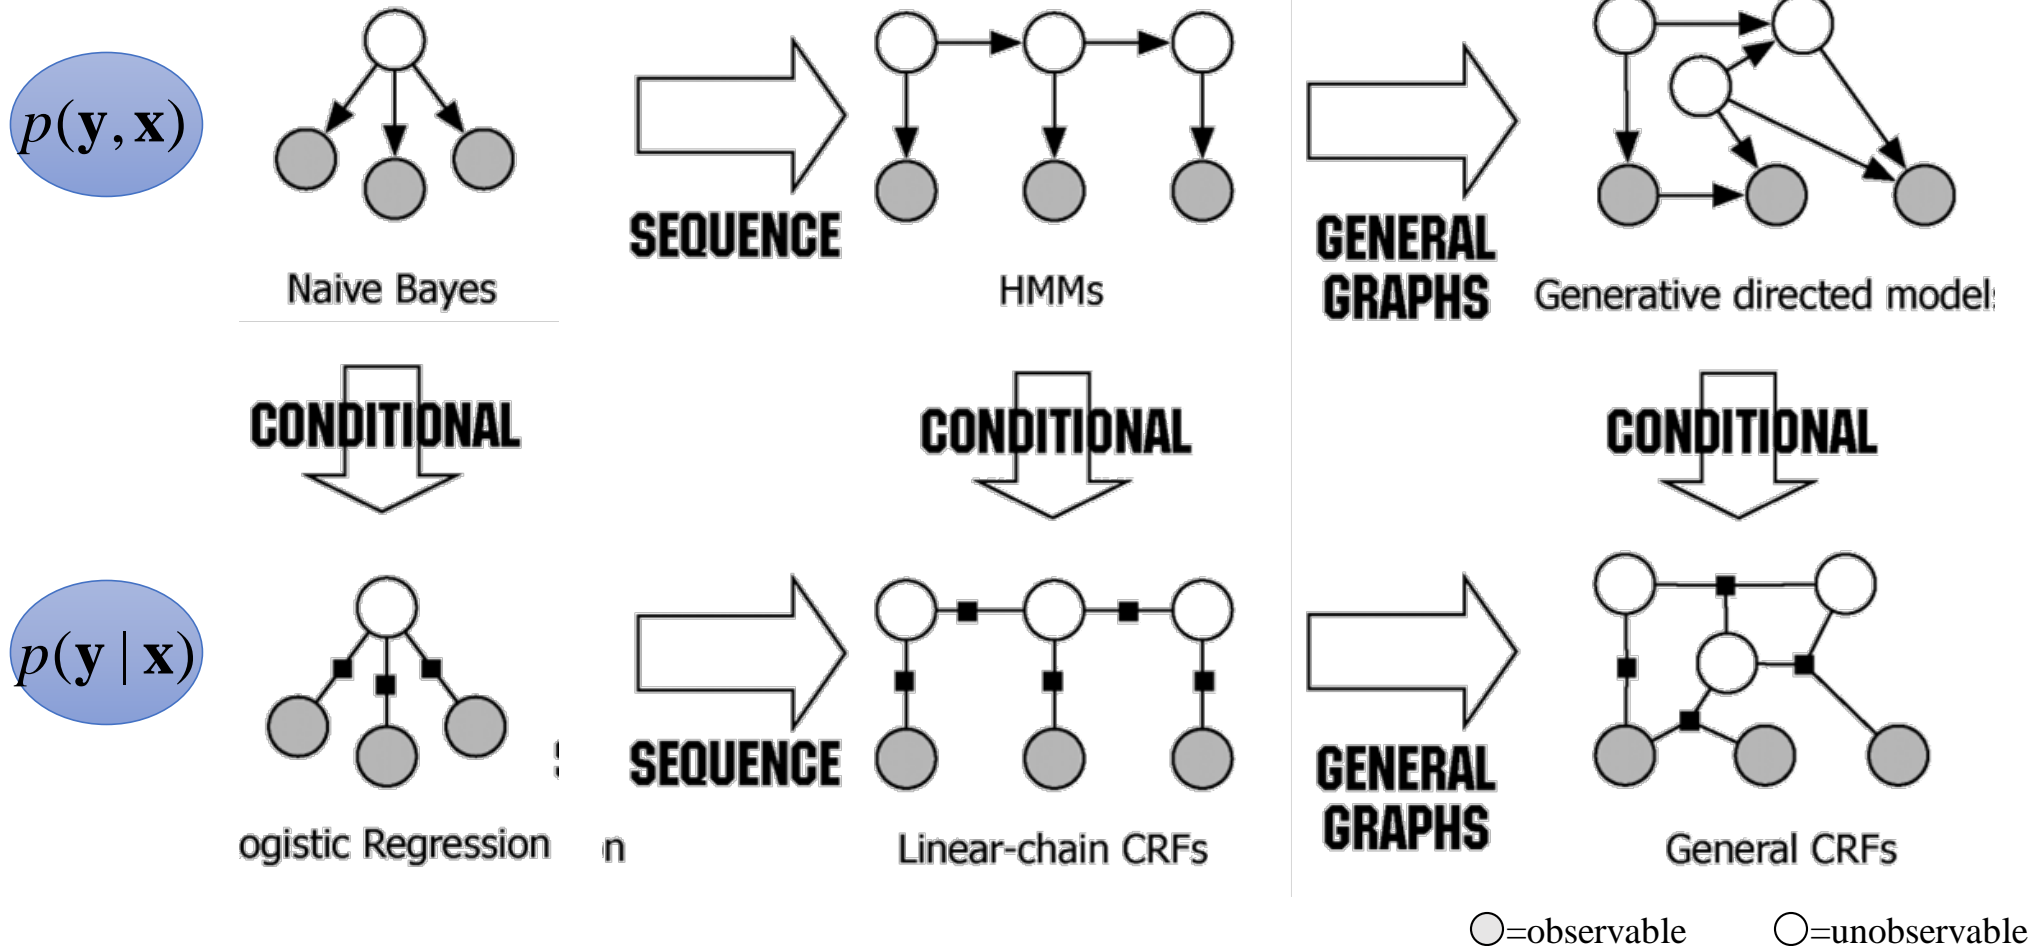 p(y, x)
SEQUENCE
GENERAL
GRAPHS
Naive Bayes
HMMs
Generative directed models
CONDITIONAL
CONDITIONAL
CONDITIONAL
p(y | x)
SEQUENCE
GENERAL
GRAPHS
ogistic Regression
n
Linear-chain CRFs
General CRFs
=observable
=unobservable